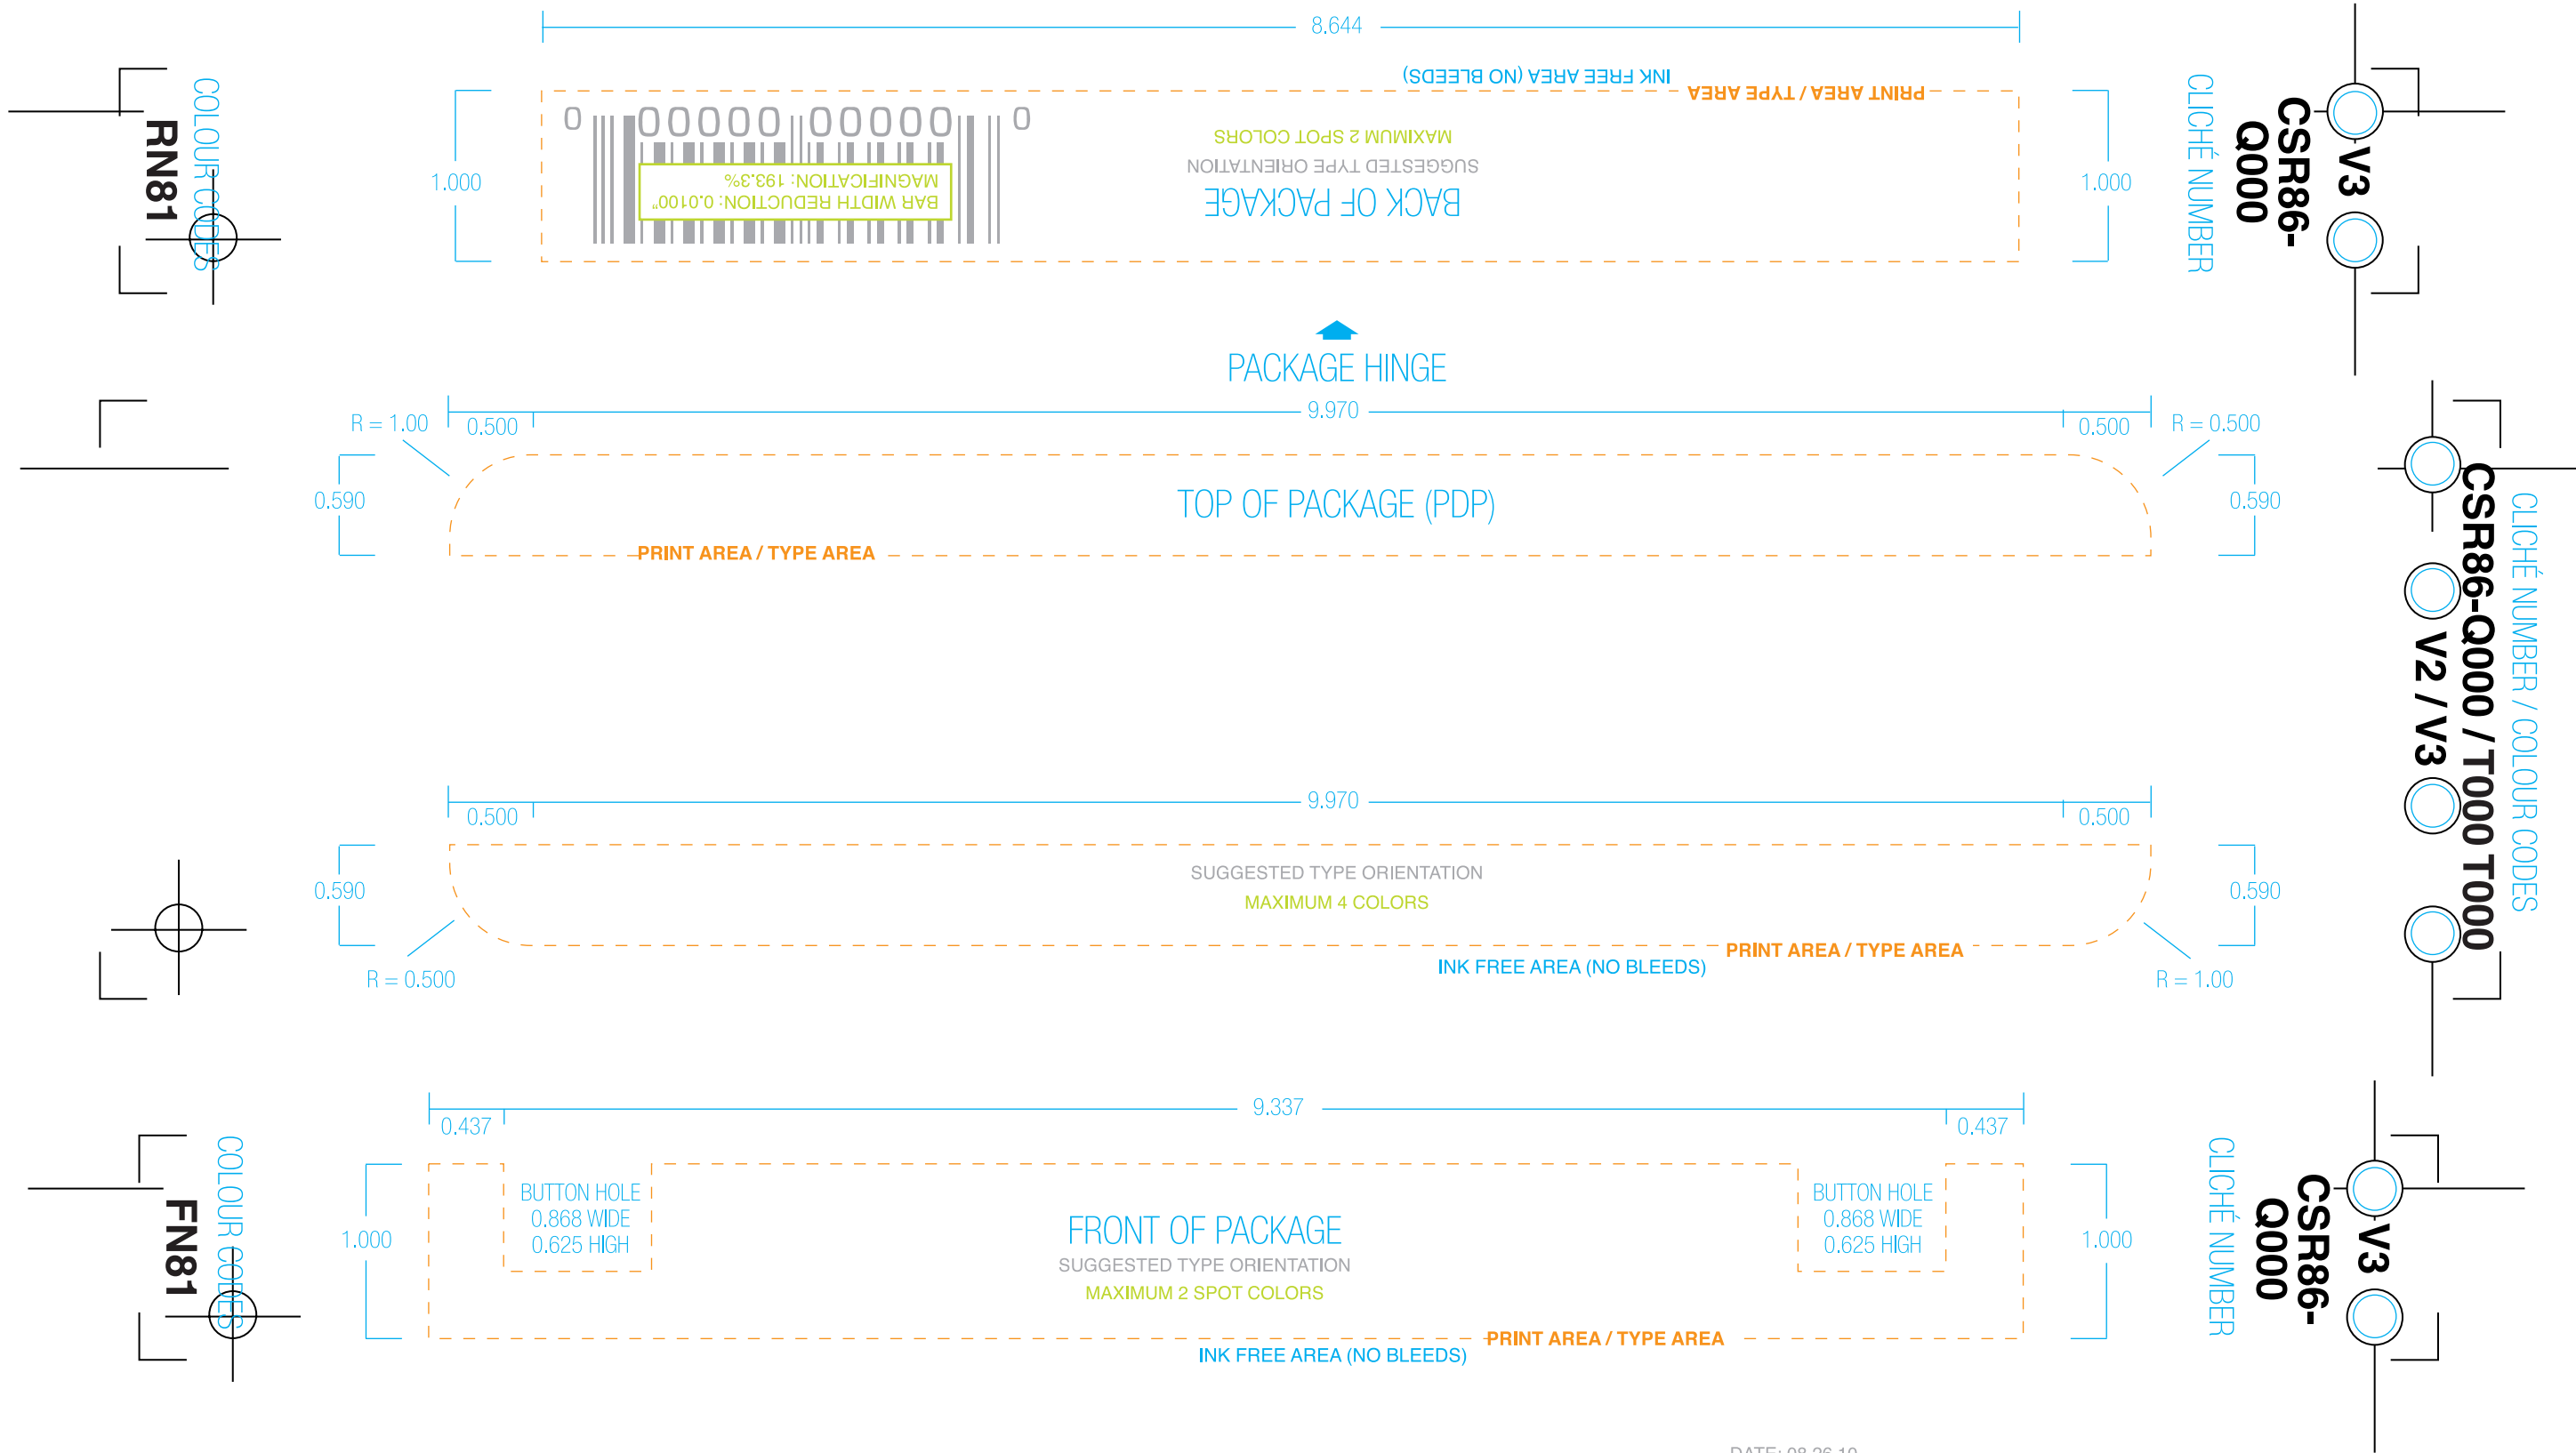 8.644
INK FREE AREA (NO BLEEDS)
PRINT AREA / TYPE AREA
COLOUR CODES
RN81
1.000
0 00000 00000 0
BAR WIDTH REDUCTION: 0.0100"
MAGNIFICATION: 193.3%
BACK OF PACKAGE
SUGGESTED TYPE ORIENTATION
MAXIMUM 2 SPOT COLORS
1.000
CLICHÉ NUMBER
CSR86-
Q000
V3
PACKAGE HINGE
9.970
R = 1.00
0.500
0.500
R = 0.500
0.590
TOP OF PACKAGE (PDP)
0.590
PRINT AREA / TYPE AREA
CLICHÉ NUMBER / COLOUR CODES
CSR86-Q000 / T000 T000
V2 / V3
9.970
0.500
0.500
0.590
SUGGESTED TYPE ORIENTATION
MAXIMUM 4 COLORS
0.590
PRINT AREA / TYPE AREA
INK FREE AREA (NO BLEEDS)
R = 0.500
R = 1.00
9.337
0.437
0.437
COLOUR CODES
FN81
1.000
BUTTON HOLE
0.868 WIDE
0.625 HIGH
FRONT OF PACKAGE
SUGGESTED TYPE ORIENTATION
MAXIMUM 2 SPOT COLORS
BUTTON HOLE
0.868 WIDE
0.625 HIGH
1.000
CLICHÉ NUMBER
CSR86-
Q000
V3
PRINT AREA / TYPE AREA
INK FREE AREA (NO BLEEDS)